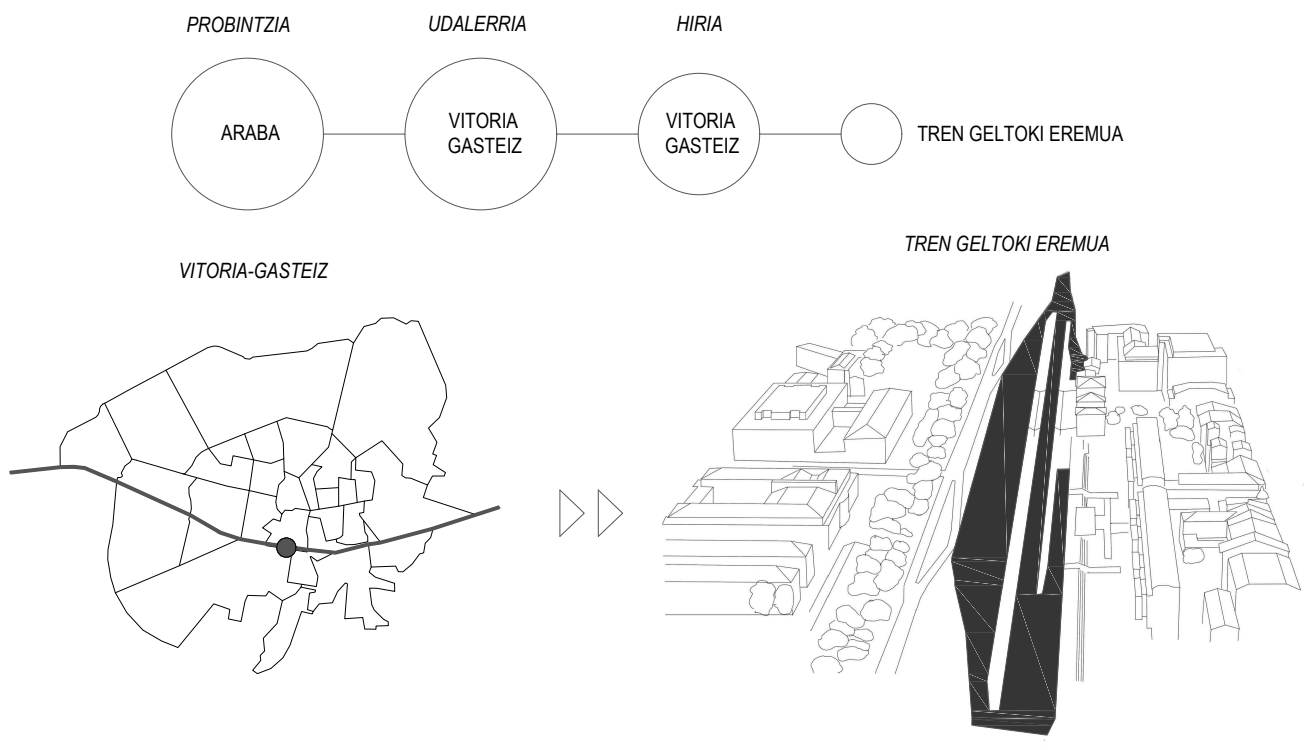 PROBINTZIA
UDALERRIA
HIRIA
ARABA
VITORIA
GASTEIZ
VITORIA
GASTEIZ
TREN GELTOKI EREMUA
TREN GELTOKI EREMUA
VITORIA-GASTEIZ